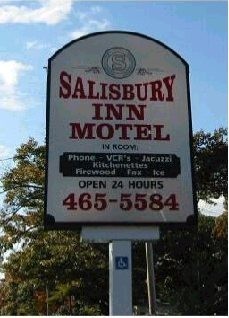 S
SALISBURY
INN
MOTEL
IN ROOM:
Phone - VCR's - Jacuzzi
Kitchenettes
Firewood - Fax - Ice
OPEN 24 HOURS
465-5584